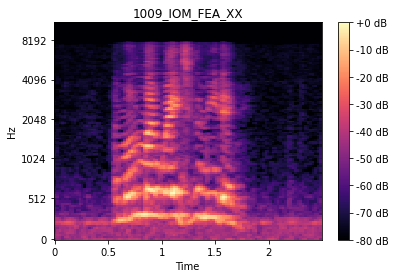 1009_IOM_FEA_XX
+0 dB
8192
-10 dB
4096
-20 dB
-30 dB
2048
Hz
-40 dB
1024
-50 dB
512
-60 dB
-70 dB
0
-80 dB
0 0.5 1 1.5 2
Time